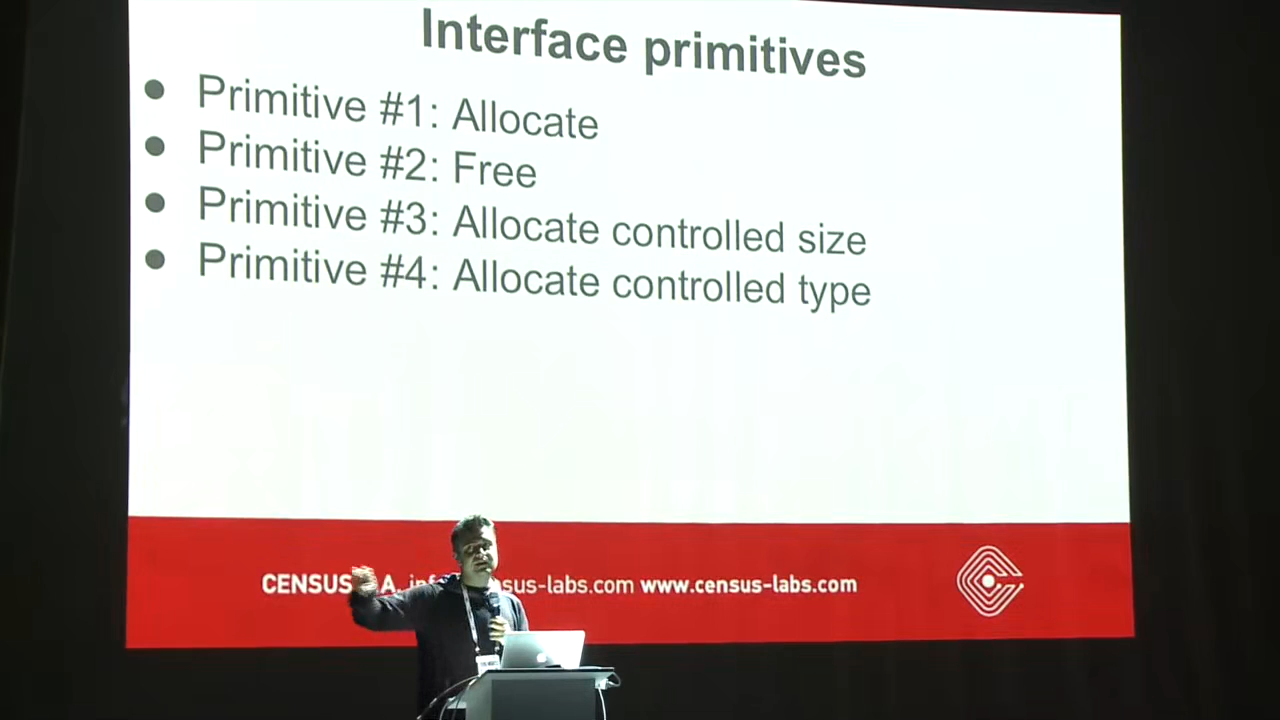 Interface primitives
● Primitive #1: Allocate
● Primitive #2: Free
● Primitive #3: Allocate controlled size
● Primitive #4: Allocate controlled type
CENSUS A sus-labs.com www.census-labs.com